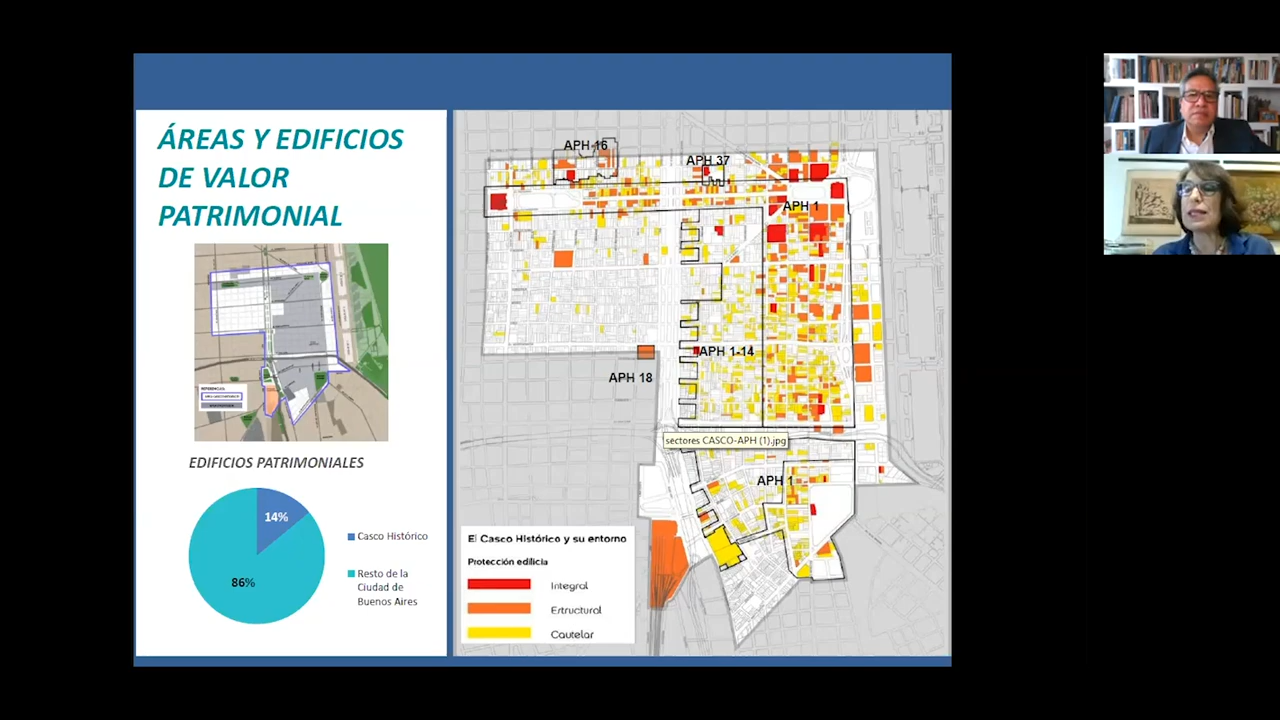 ÁREAS Y EDIFICIOS
DE VALOR
PATRIMONIAL
REFERENCIAS
EDIFICIOS PATRIMONIALES
14%
86%
Casco Histórico
Resto de la
Ciudad de
Buenos Aires
APH 16
APH 37
APH 1
APH 1-14
APH 18
sectores CASCO-APH (1).jpg
APH 1
El Casco Histórico y su entorno
Protección edilicia
Integral
Estructural
Cautelar